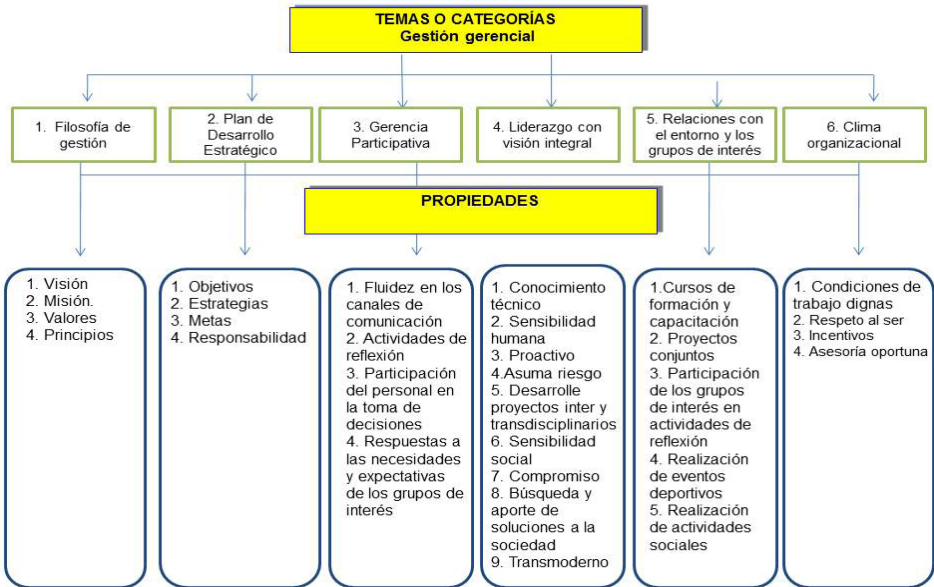 TEMAS O CATEGORÍAS
Gestión gerencial
1. Filosofía de
gestión
2. Plan de
Desarrollo
Estratégico
3. Gerencia
Participativa
4. Liderazgo con
visión integral
5. Relaciones con
el entorno y los
grupos de interés
6. Clima
organizacional
PROPIEDADES
1. Visión
2. Misión.
3. Valores
4. Principios
1. Objetivos
2. Estrategias
3. Metas
4. Responsabilidad
1. Fluidez en los
canales de
comunicación
2. Actividades de
reflexión
3. Participación
del personal en
la toma de
decisiones
4. Respuestas a
las necesidades
y expectativas
de los grupos de
interés
1. Conocimiento
técnico
2. Sensibilidad
humana
3. Proactivo
4.Asuma riesgo
5. Desarrolle
proyectos inter y
transdisciplinarios
6. Sensibilidad
social
7. Compromiso
8. Búsqueda y
aporte de
soluciones a la
sociedad
9. Transmoderno
1.Cursos de
formación y
capacitación
2. Proyectos
conjuntos
3. Participación
de los grupos
de interés en
actividades de
reflexión
4. Realización
de eventos
deportivos
5. Realización
de actividades
sociales
1. Condiciones de
trabajo dignas
2. Respeto al ser
3. Incentivos
4. Asesoría oportuna